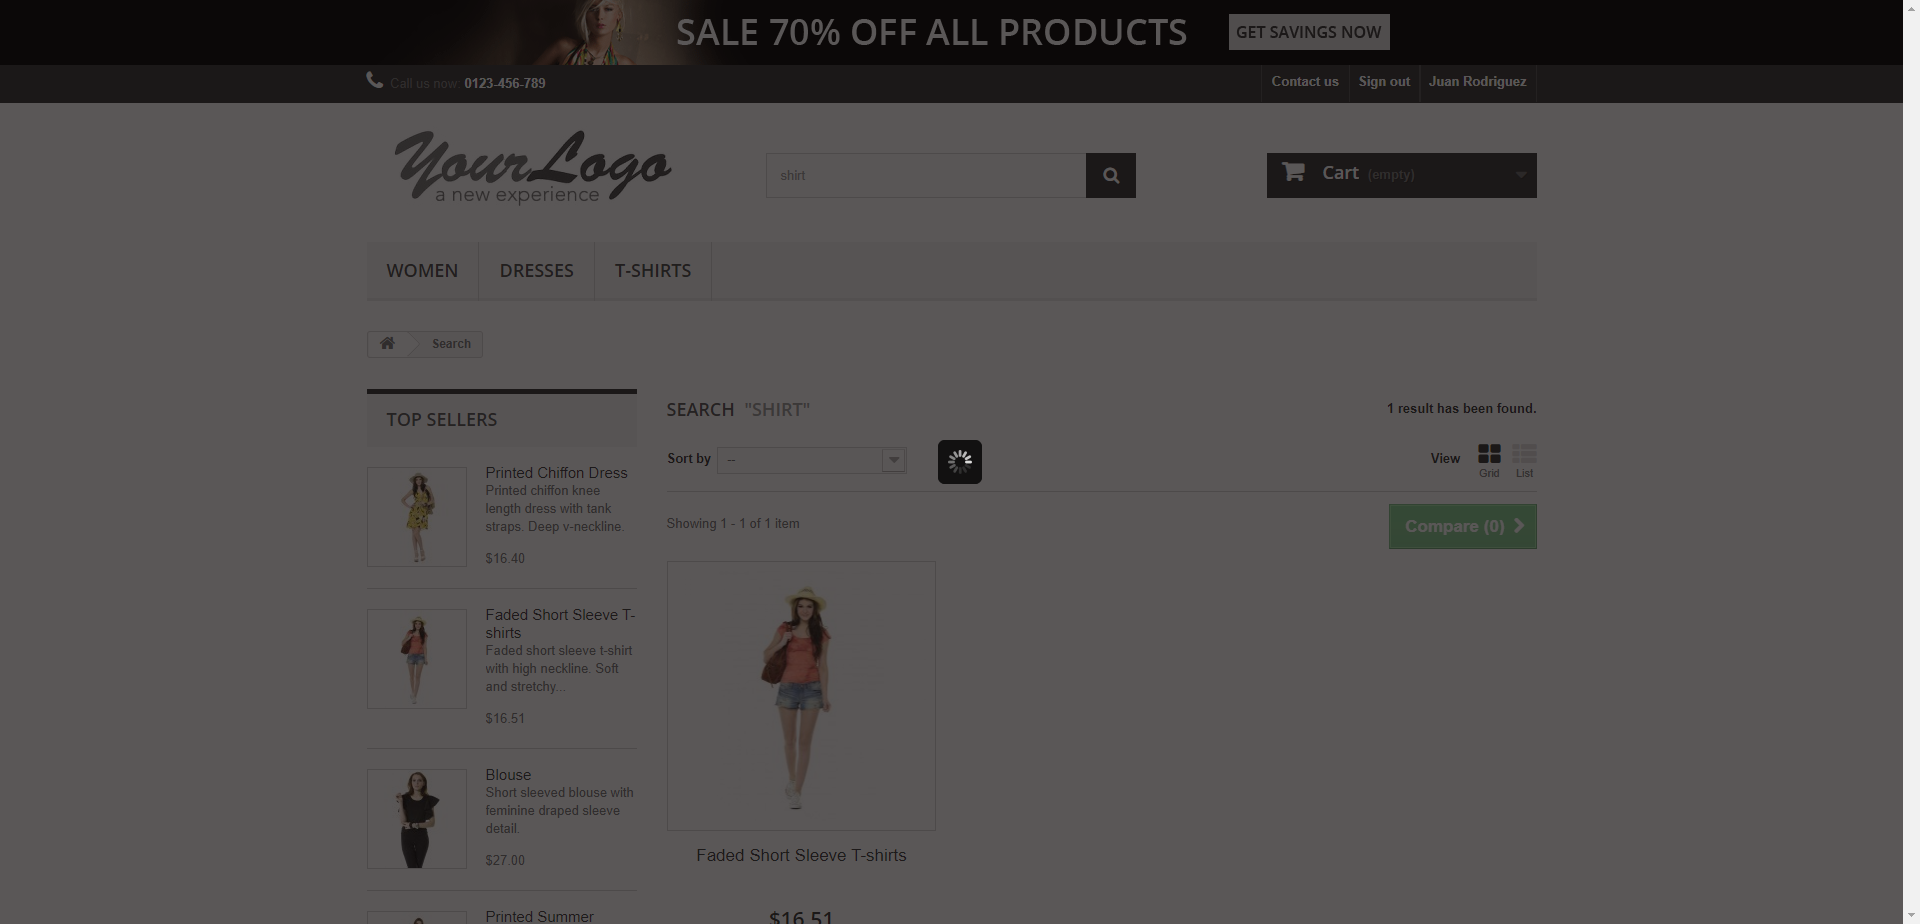 SALE 70% OFF ALL PRODUCTS
GET SAVINGS NOW
Call us now: 0123-456-789
Contact us
Sign out
Juan Rodriguez
YourLogo
a new experience
shirt
Cart (empty)
WOMEN
DRESSES
T-SHIRTS
Search
TOP SELLERS
Printed Chiffon Dress
Printed chiffon knee
length dress with tank
straps. Deep v-neckline.
$16.40
Faded Short Sleeve T-
shirts
Faded short sleeve t-shirt
with high neckline. Soft
and stretchy...
$16.51
Blouse
Short sleeved blouse with
feminine draped sleeve
detail.
$27.00
Printed Summer
SEARCH "SHIRT"
1 result has been found.
Sort by
--
View
Grid
List
Showing 1 - 1 of 1 item
Compare (0)
Faded Short Sleeve T-shirts
$16.51